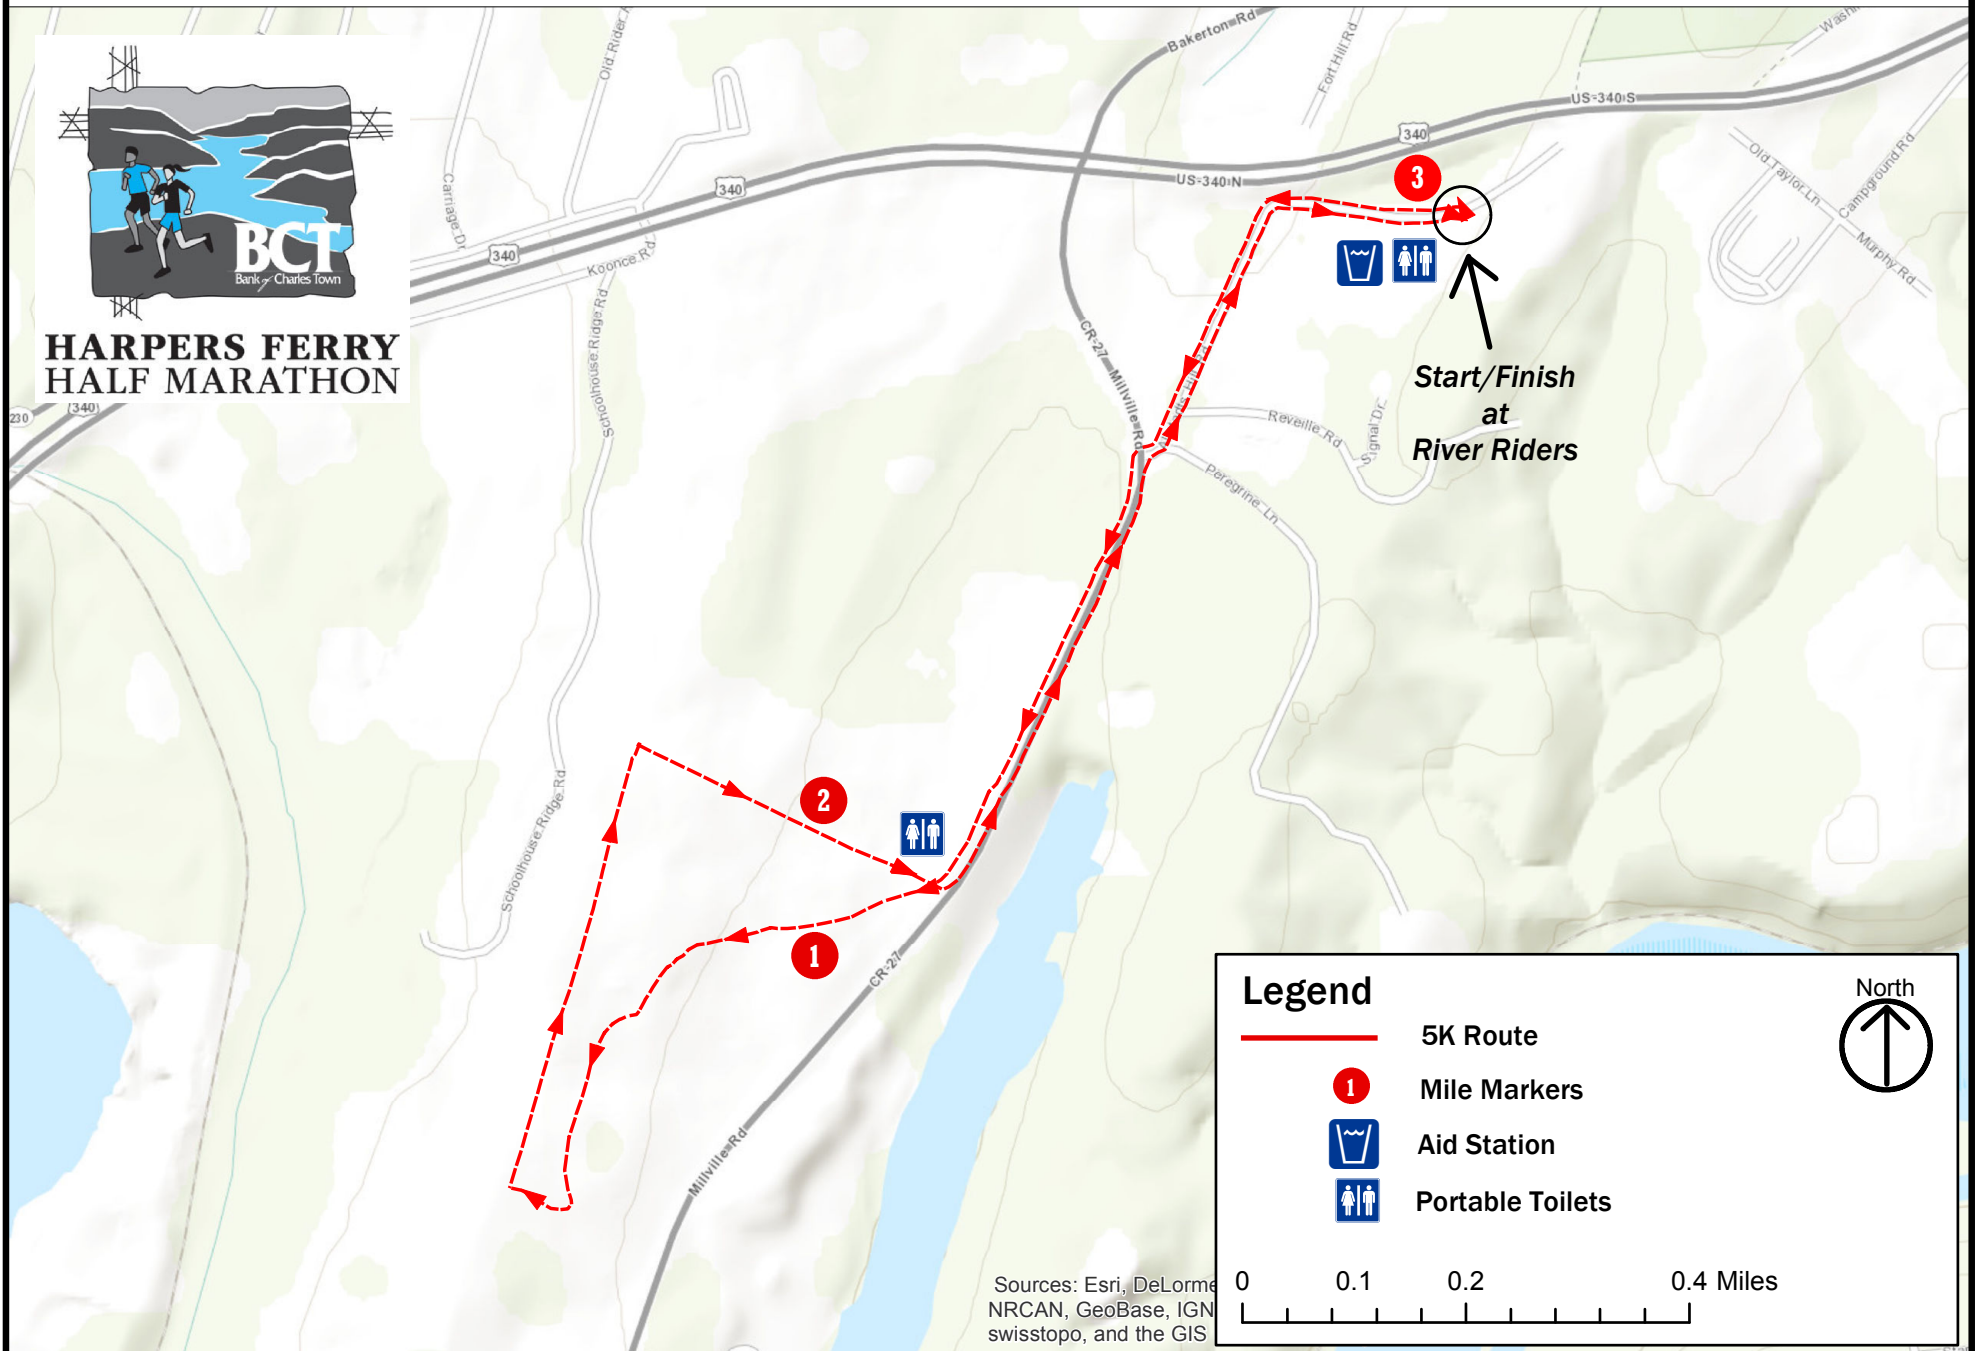 Bakerton Rd
Old Rider
Fort Hill Rd
US-340 S
340
US-340 N
3
Old Taylor Ln
Campground Rd
Murphy Rd
Carriage Dr
340
340
Koonce Rd
BCT
Bank of Charles Town
HARPERS FERRY
HALF MARATHON
230
340
Schoolhouse Ridge Rd
CR-27
Millville Rd
Start/Finish
at
River Riders
Reveille Rd
Signal Dr
Peregrine Ln
Schoolhouse Ridge Rd
2
1
CR-27
Millville Rd
Legend
North
5K Route
1
Mile Markers
Aid Station
Portable Toilets
0 0.1 0.2 0.4 Miles
Sources: Esri, DeLorme
NRCAN, GeoBase, IGN
swisstopo, and the GIS